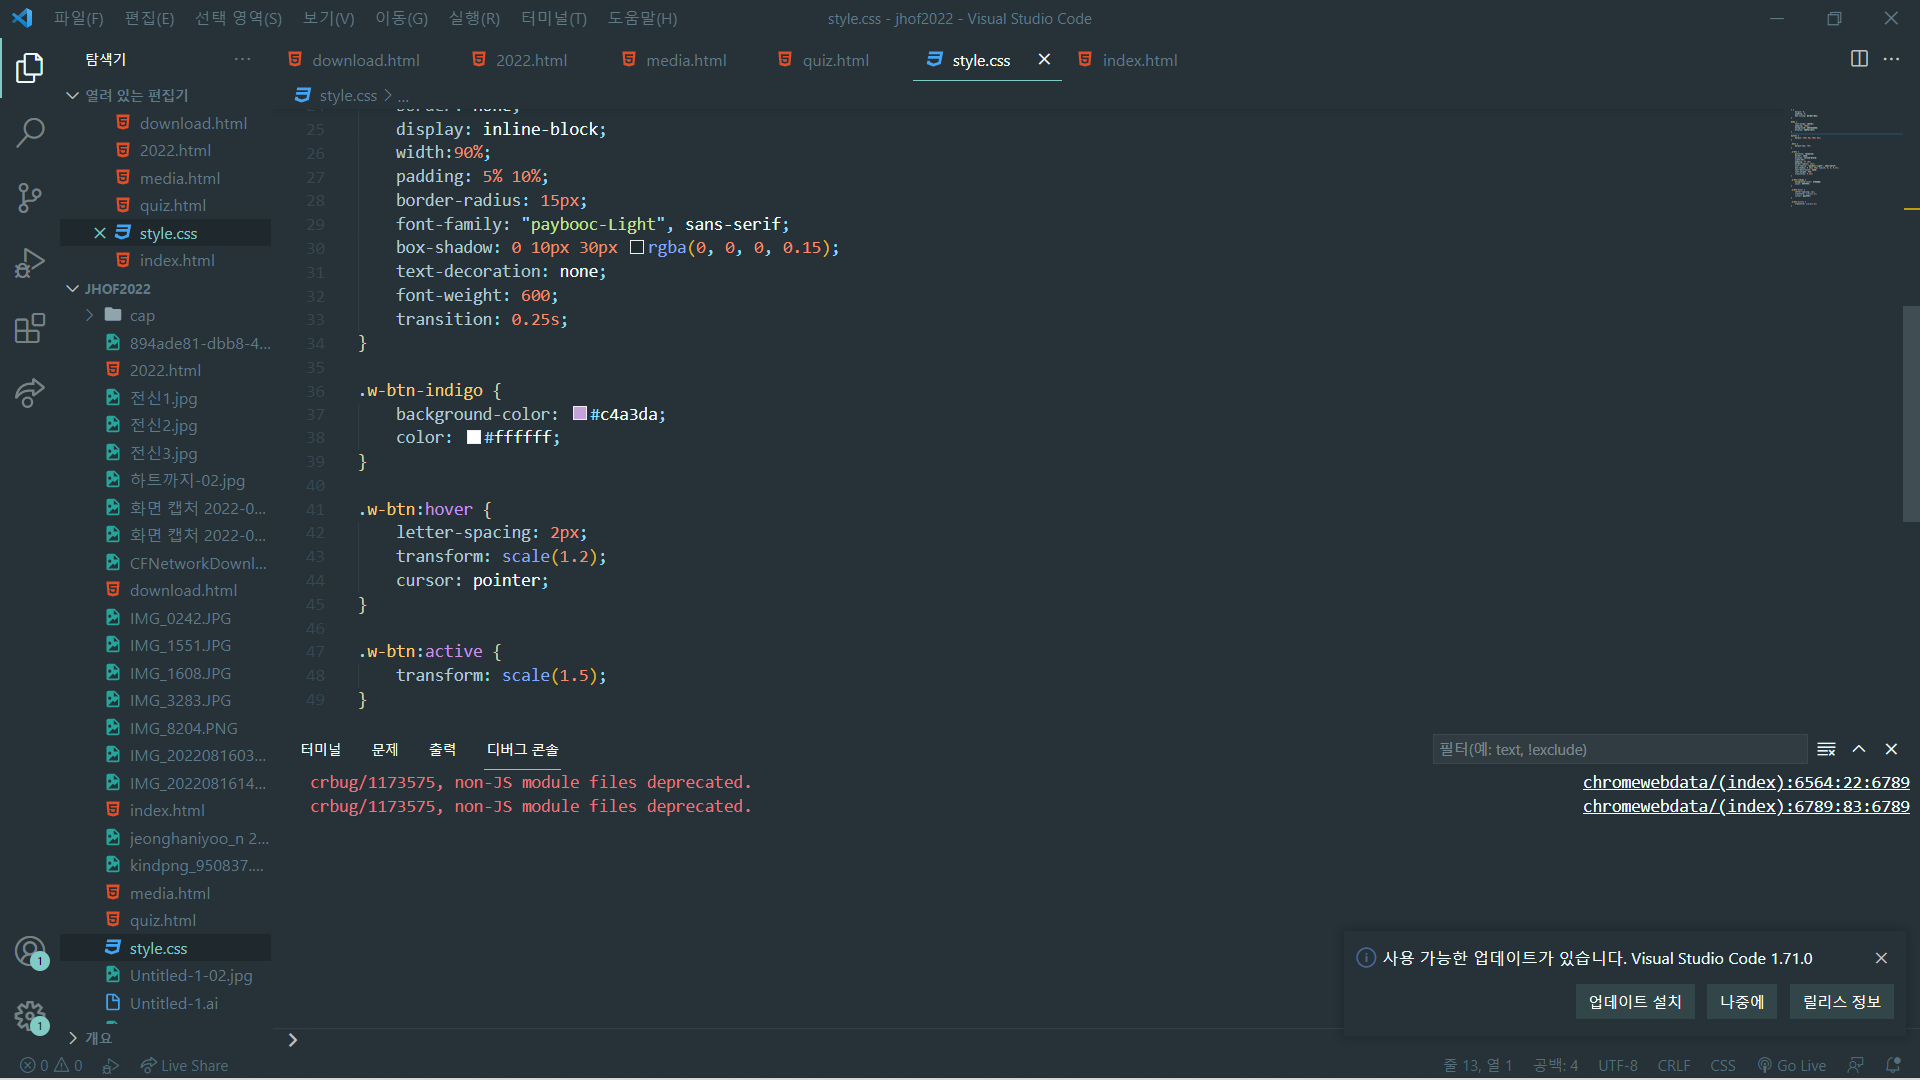 파일(F) 편집(E) 선택 영역(S) 보기(V) 이동(G) 실행(R) 터미널(T) 도움말(H) style.css - jhof2022 - Visual Studio Code
탐색기
download.html 2022.html media.html quiz.html style.css index.html
열려 있는 편집기
download.html
2022.html
media.html
quiz.html
style.css
index.html
JHOF2022
cap
894ade81-dbb8-4...
2022.html
전신1.jpg
전신2.jpg
전신3.jpg
하트까지-02.jpg
화면 캡처 2022-0...
화면 캡처 2022-0...
CFNetworkDownl...
download.html
IMG_0242.JPG
IMG_1551.JPG
IMG_1608.JPG
IMG_3283.JPG
IMG_8204.PNG
IMG_2022081603...
IMG_2022081614...
index.html
jeonghaniyoo_n 2...
kindpng_950837....
media.html
quiz.html
style.css
Untitled-1-02.jpg
Untitled-1.ai
개요
style.css > ...
25 display: inline-block;
26 width:90%;
27 padding: 5% 10%;
28 border-radius: 15px;
29 font-family: "paybooc-Light", sans-serif;
30 box-shadow: 0 10px 30px rgba(0, 0, 0, 0.15);
31 text-decoration: none;
32 font-weight: 600;
33 transition: 0.25s;
34 }
35
36 .w-btn-indigo {
37 background-color: #c4a3da;
38 color: #ffffff;
39 }
40
41 .w-btn:hover {
42 letter-spacing: 2px;
43 transform: scale(1.2);
44 cursor: pointer;
45 }
46
47 .w-btn:active {
48 transform: scale(1.5);
49 }
터미널 문제 출력 디버그 콘솔 필터(예: text, !exclude)
crbug/1173575, non-JS module files deprecated. chromewebdata/(index):6564:22:6789
crbug/1173575, non-JS module files deprecated. chromewebdata/(index):6789:83:6789
사용 가능한 업데이트가 있습니다. Visual Studio Code 1.71.0
업데이트 설치 나중에 릴리스 정보
1
1
0 0 Live Share 줄 13, 열 1 공백: 4 UTF-8 CRLF CSS Go Live